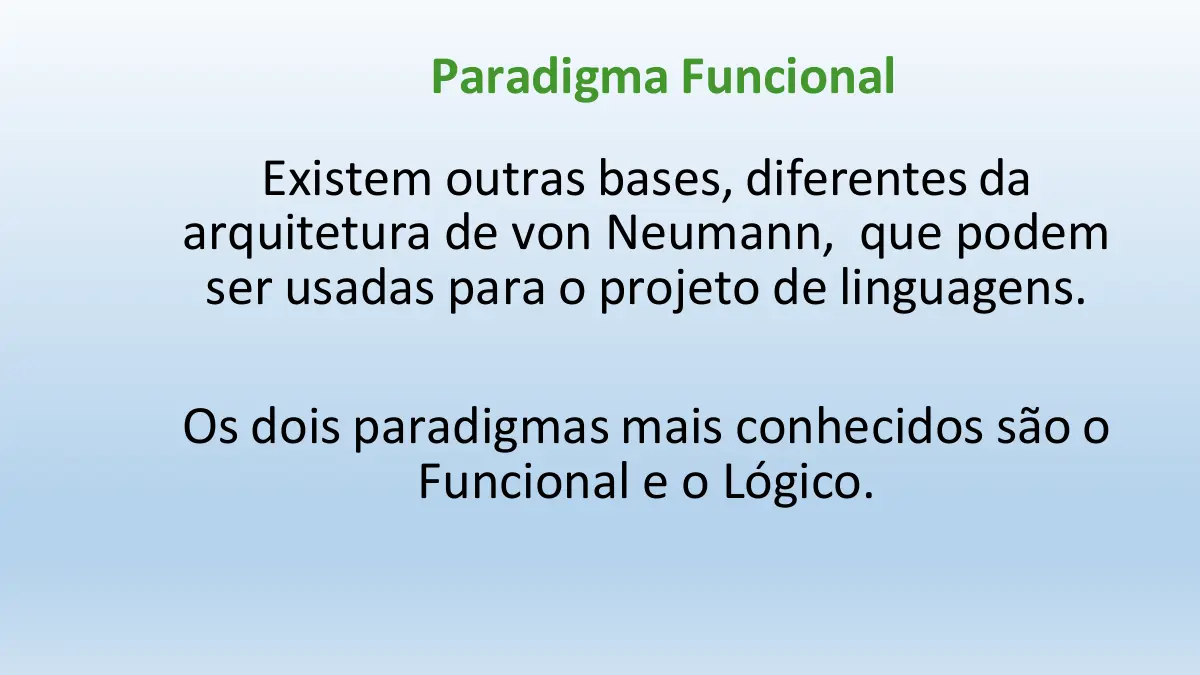 Paradigma Funcional
Existem outras bases, diferentes da
arquitetura de von Neumann,  que podem
ser usadas para o projeto de linguagens.
Os dois paradigmas mais conhecidos são o
Funcional e o Lógico.